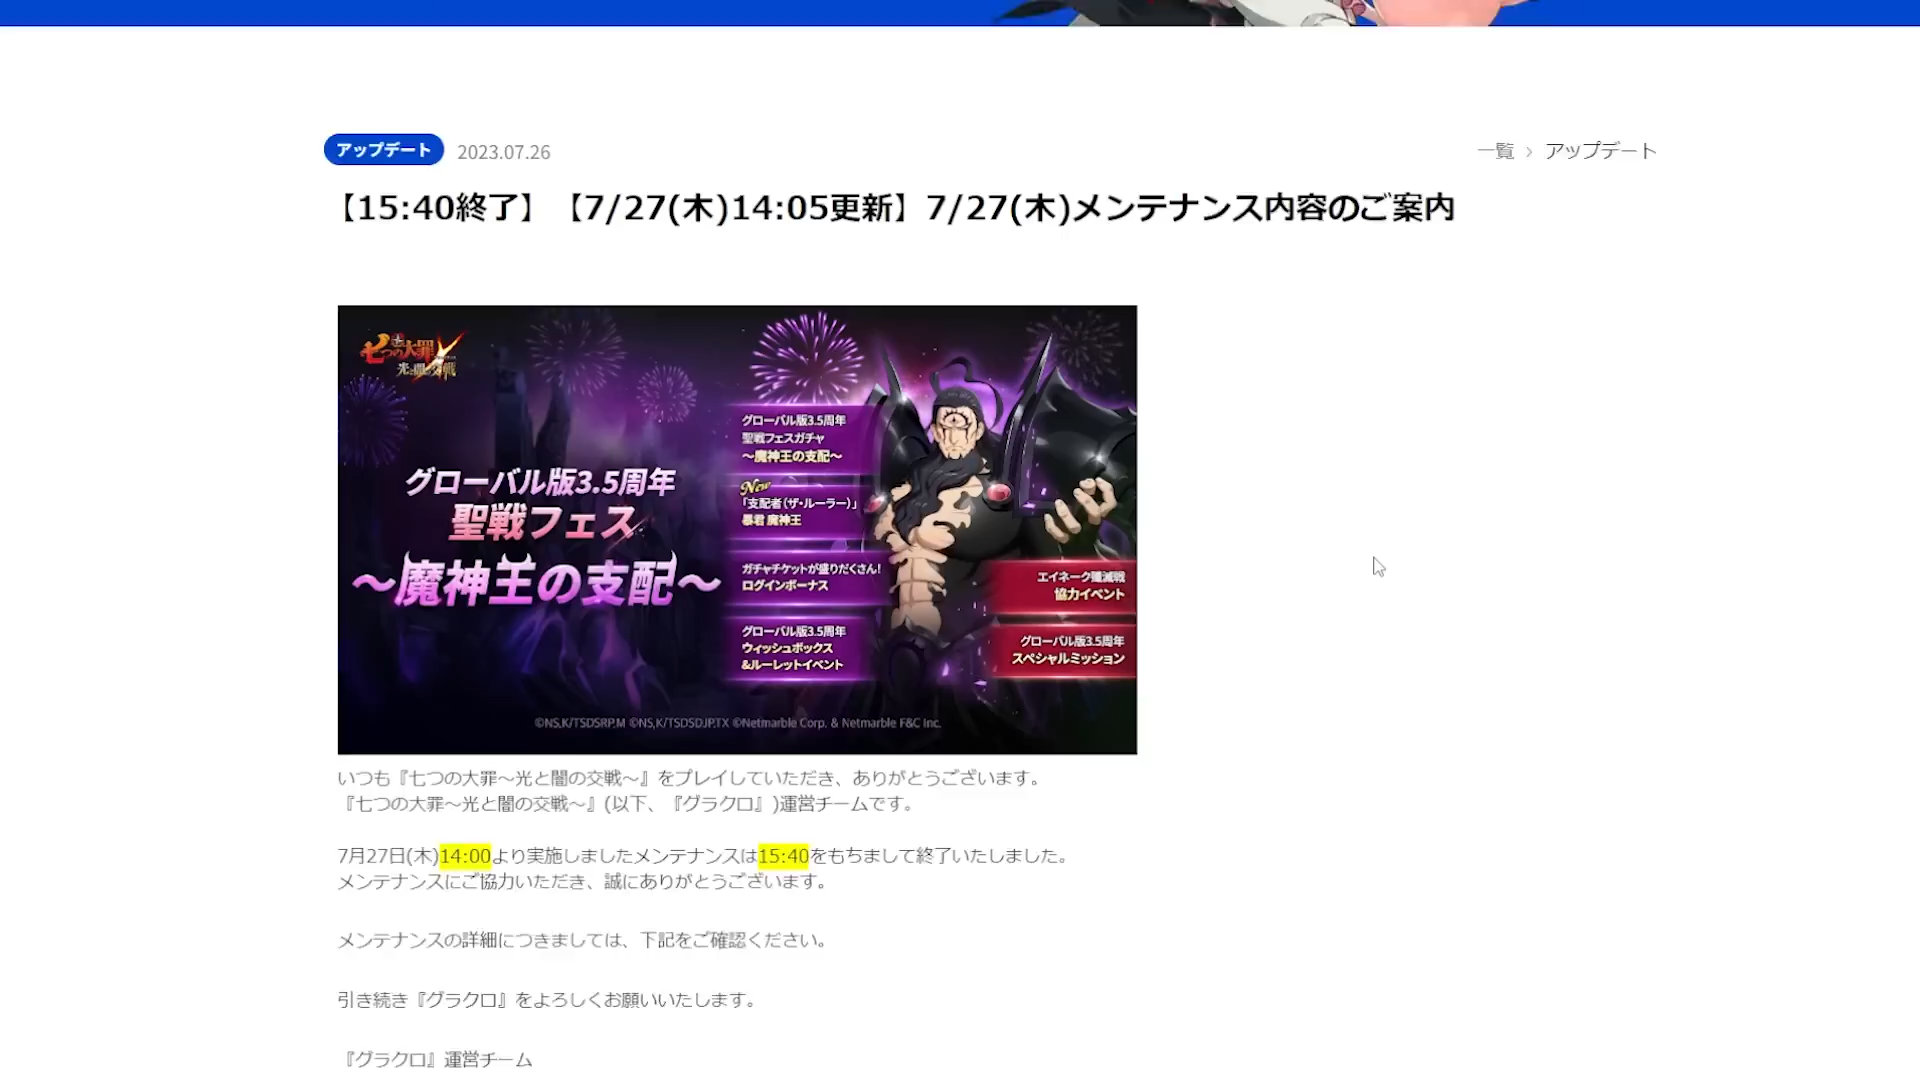 アップデート
2023.07.26
一覧 › アップデート
【15:40終了】【7/27(木)14:05更新】7/27(木)メンテナンス内容のご案内
七つの大罪
光と闇の交戦
グローバル版3.5周年
聖戦フェス
〜魔神王の支配〜
グローバル版3.5周年
聖戦フェスガチャ
〜魔神王の支配〜
New
「支配者(ザ・ルーラー)」
暴君 魔神王
ガチャチケットが盛りだくさん!
ログインボーナス
グローバル版3.5周年
ウィッシュボックス
&ルーレットイベント
エイネーク殲滅戦
協力イベント
グローバル版3.5周年
スペシャルミッション
©NS,K/TSDSRP,M ©NS,K/TSDSDJP,TX ©Netmarble Corp. & Netmarble F&C Inc.
いつも『七つの大罪〜光と闇の交戦〜』をプレイしていただき、ありがとうございます。
『七つの大罪〜光と闇の交戦〜』(以下、『グラクロ』)運営チームです。
7月27日(木)14:00より実施しましたメンテナンスは15:40をもちまして終了いたしました。
メンテナンスにご協力いただき、誠にありがとうございます。
メンテナンスの詳細につきましては、下記をご確認ください。
引き続き『グラクロ』をよろしくお願いいたします。
『グラクロ』運営チーム